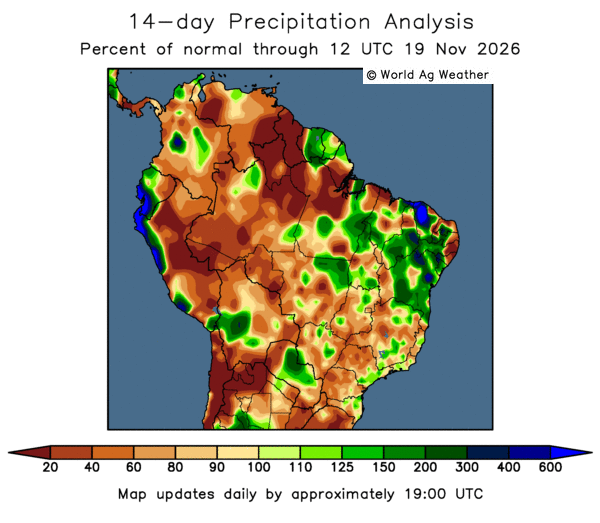 14-day Precipitation Analysis
Percent of normal through 12 UTC 19 Nov 2026
© World Ag Weather
20 40 60 80 90 100 110 125 150 200 300 400 600
Map updates daily by approximately 19:00 UTC